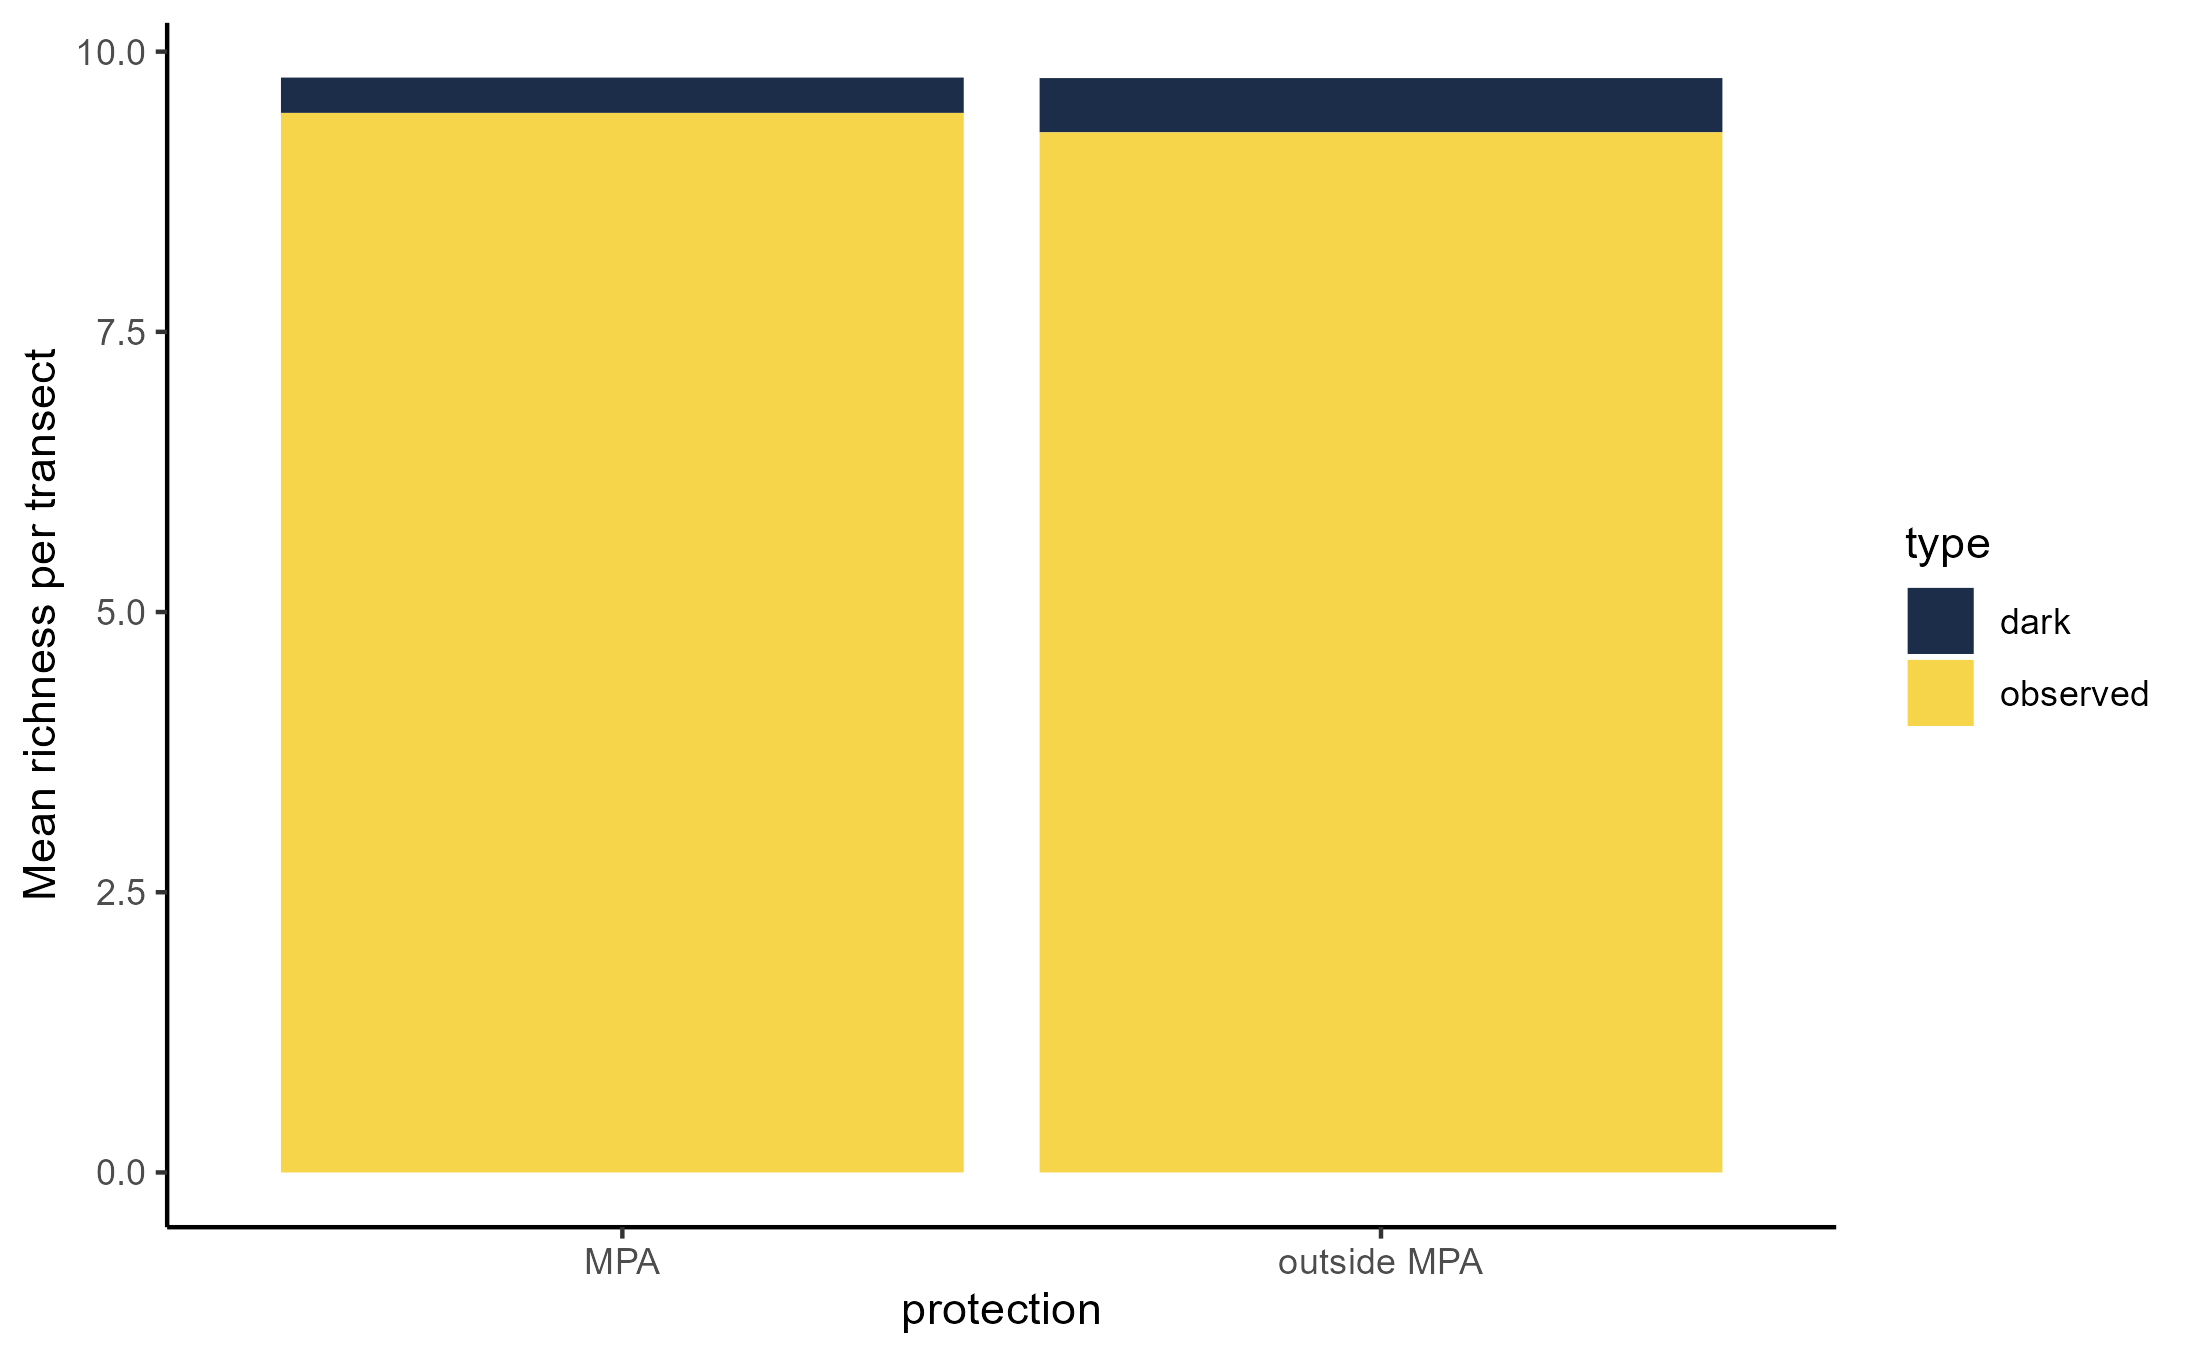 10.0
7.5
5.0
2.5
0.0
Mean richness per transect
MPA
outside MPA
protection
type
dark
observed